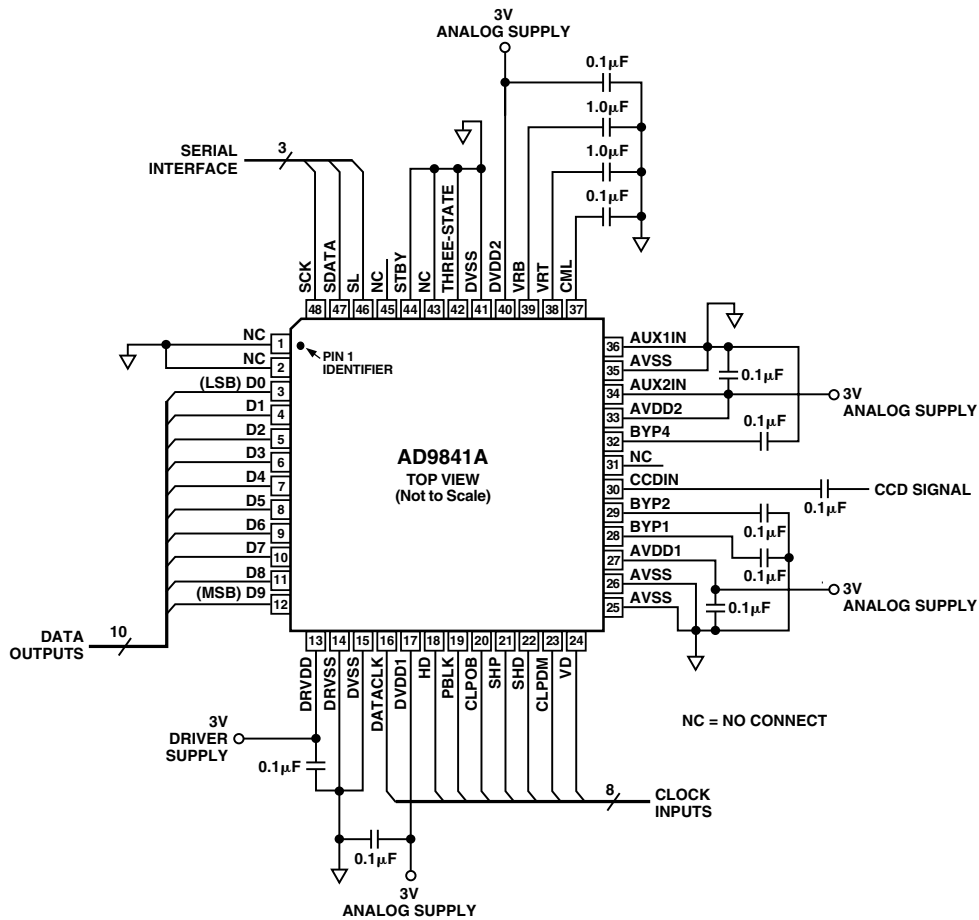 3V
ANALOG SUPPLY
0.1µF
1.0µF
1.0µF
0.1µF
SERIAL
INTERFACE
3
SCK
SDATA
SL
NC
STBY
NC
THREE-STATE
DVSS
DVDD2
VRB
VRT
CML
48
47
46
45
44
43
42
41
40
39
38
37
NC
1
NC
2
(LSB) D0
3
D1
4
D2
5
D3
6
D4
7
D5
8
D6
9
D7
10
D8
11
(MSB) D9
12
DATA
OUTPUTS
10
PIN 1
IDENTIFIER
AD9841A
TOP VIEW
(Not to Scale)
36
AUX1IN
35
AVSS
34
AUX2IN
33
AVDD2
32
BYP4
31
NC
30
CCDIN
29
BYP2
28
BYP1
27
AVDD1
26
AVSS
25
AVSS
0.1µF
3V
ANALOG SUPPLY
0.1µF
CCD SIGNAL
0.1µF
0.1µF
0.1µF
3V
ANALOG SUPPLY
0.1µF
13
14
15
16
17
18
19
20
21
22
23
24
DRVDD
DRVSS
DVSS
DATACLK
DVDD1
HD
PBLK
CLPOB
SHP
SHD
CLPDM
VD
NC = NO CONNECT
3V
DRIVER
SUPPLY
0.1µF
8
CLOCK
INPUTS
0.1µF
3V
ANALOG SUPPLY